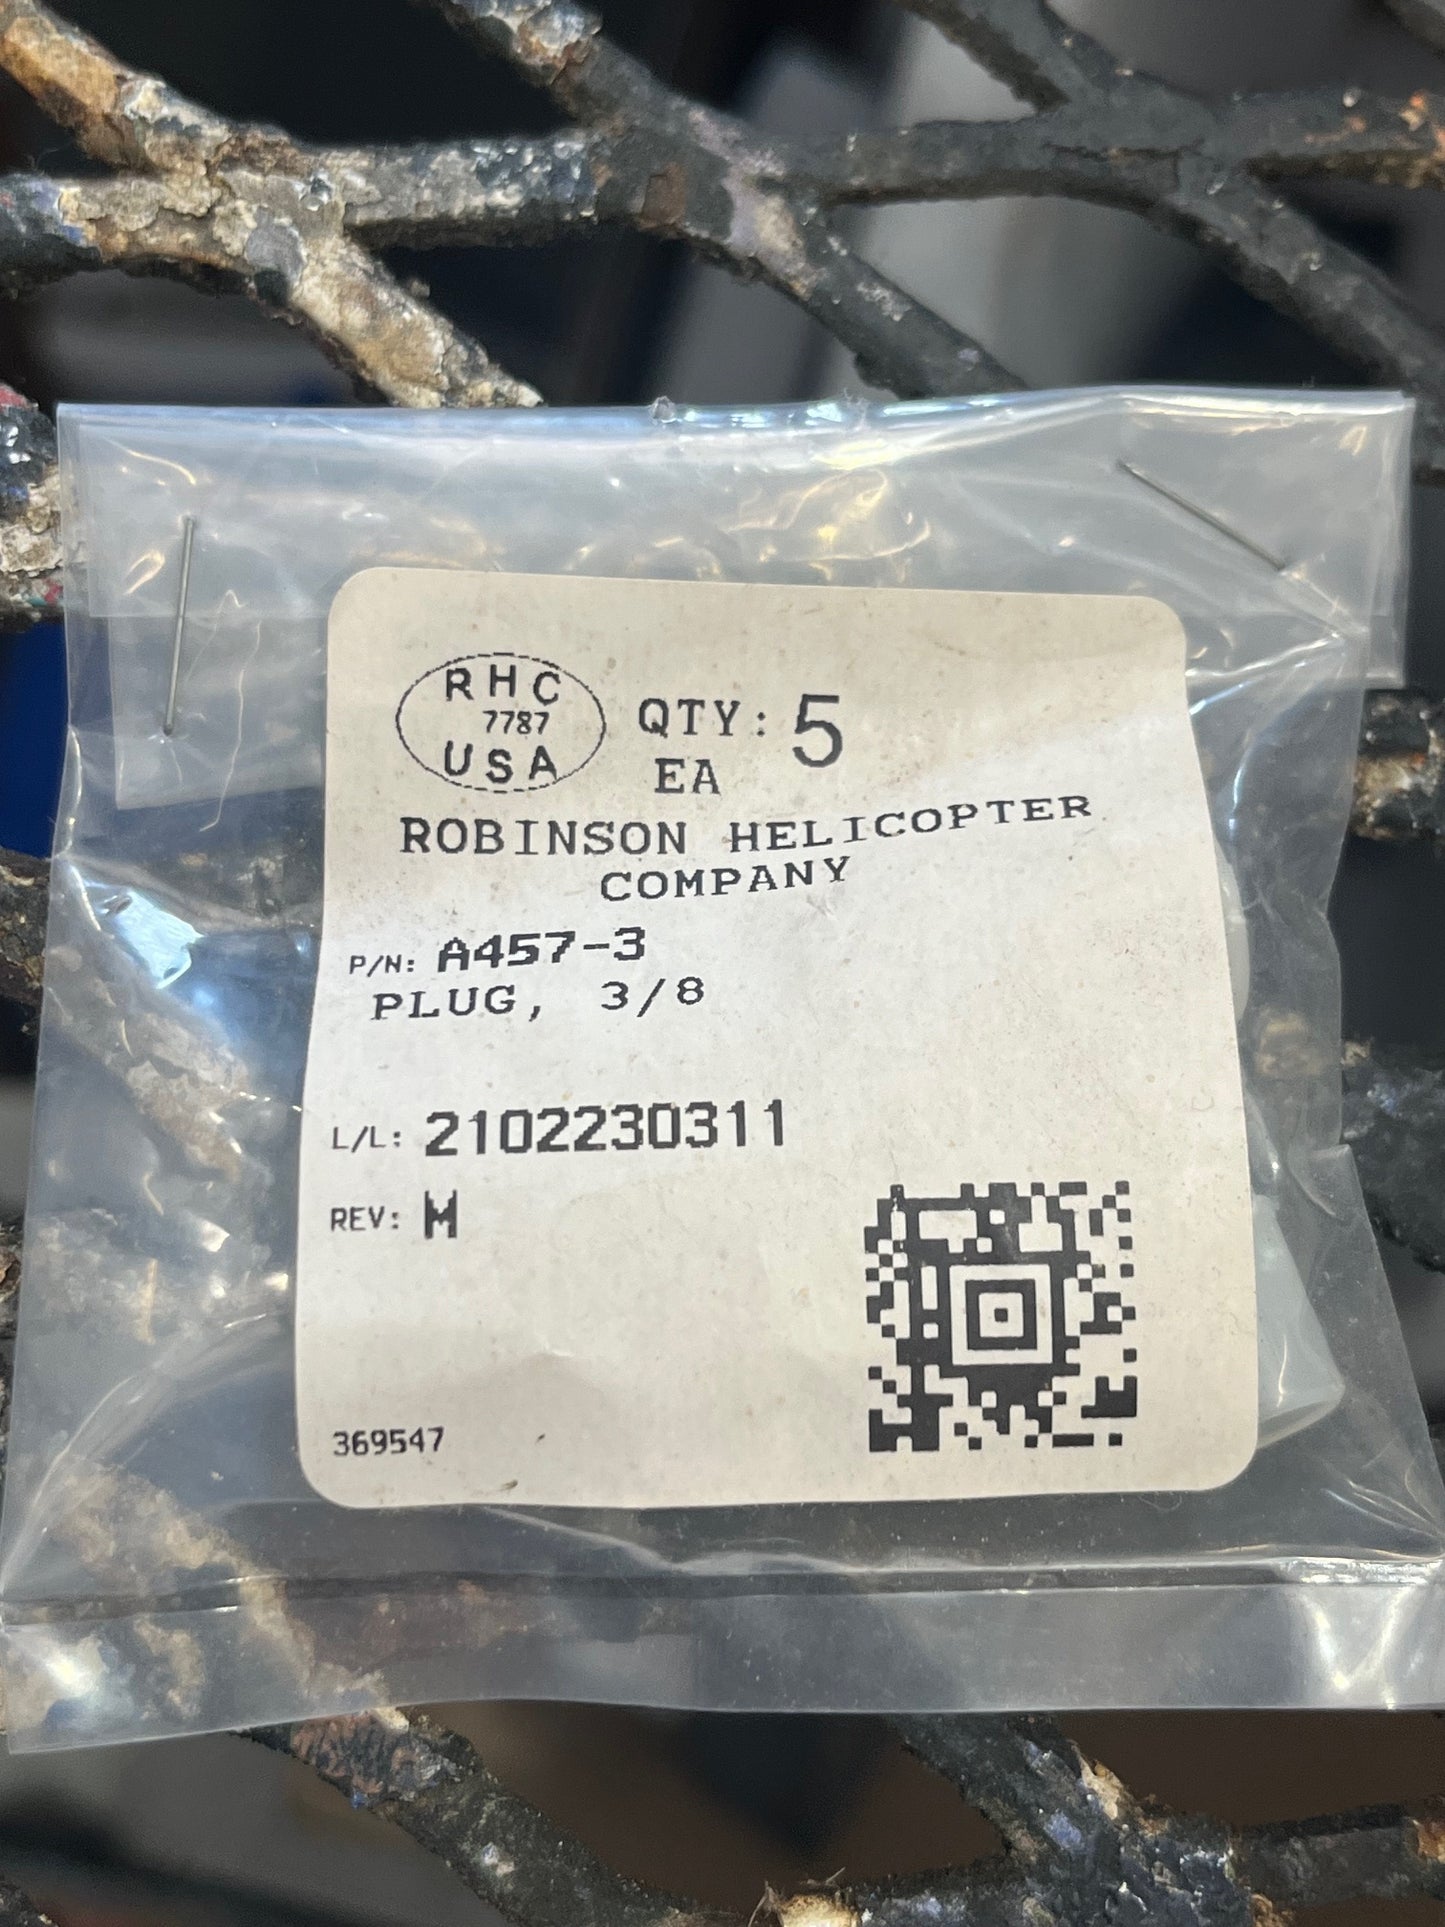 RHC
7787
USA
QTY: 5
EA
ROBINSON HELICOPTER
COMPANY
P/N: A457-3
PLUG, 3/8
L/L: 2102230311
REV: M
369547